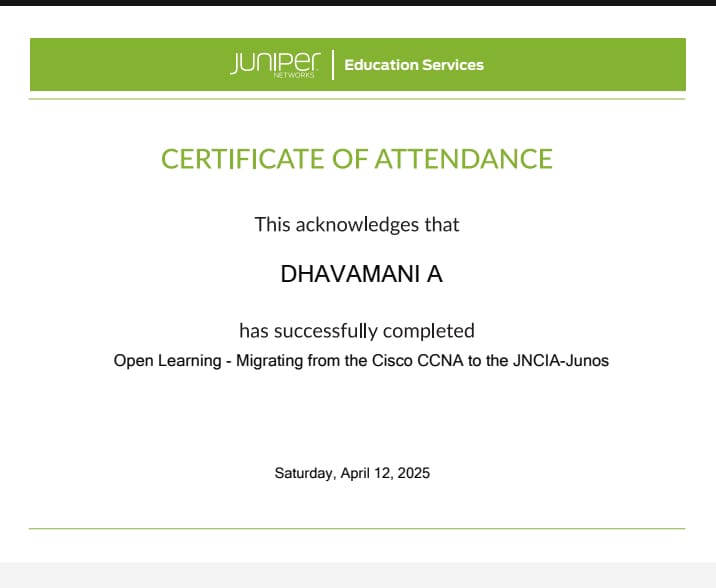 JUNIPEr
NETWORKS
Education Services
CERTIFICATE OF ATTENDANCE
This acknowledges that
DHAVAMANI A
has successfully completed
Open Learning - Migrating from the Cisco CCNA to the JNCIA-Junos
Saturday, April 12, 2025